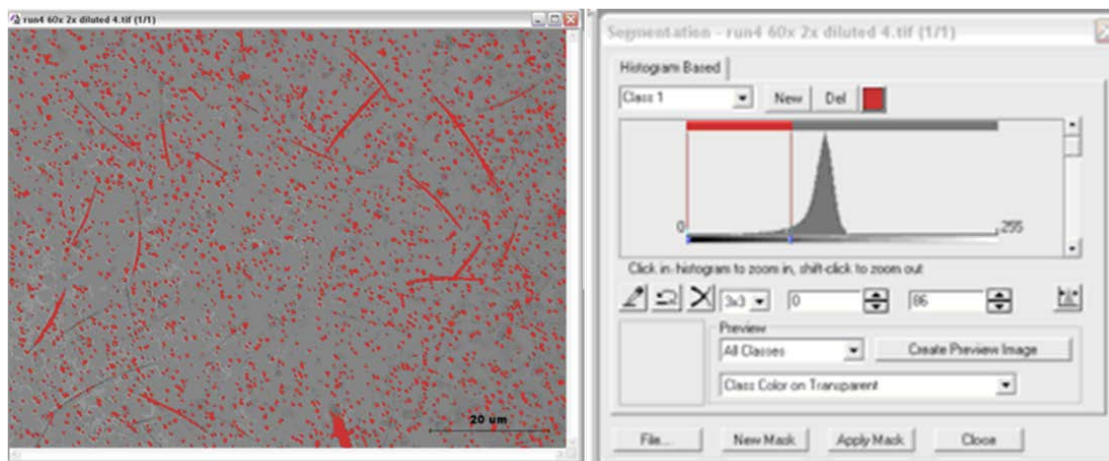 run4 60x 2x diluted 4.tif (1/1)
20 um
Segmentation - run4 60x 2x diluted 4.tif (1/1)
Histogram Based
Class 1
New
Del
0
255
Click in histogram to zoom in, shift-click to zoom out
3x3
0
86
Preview
All Classes
Create Preview Image
Class Color on Transparent
File...
New Mask
Apply Mask
Close